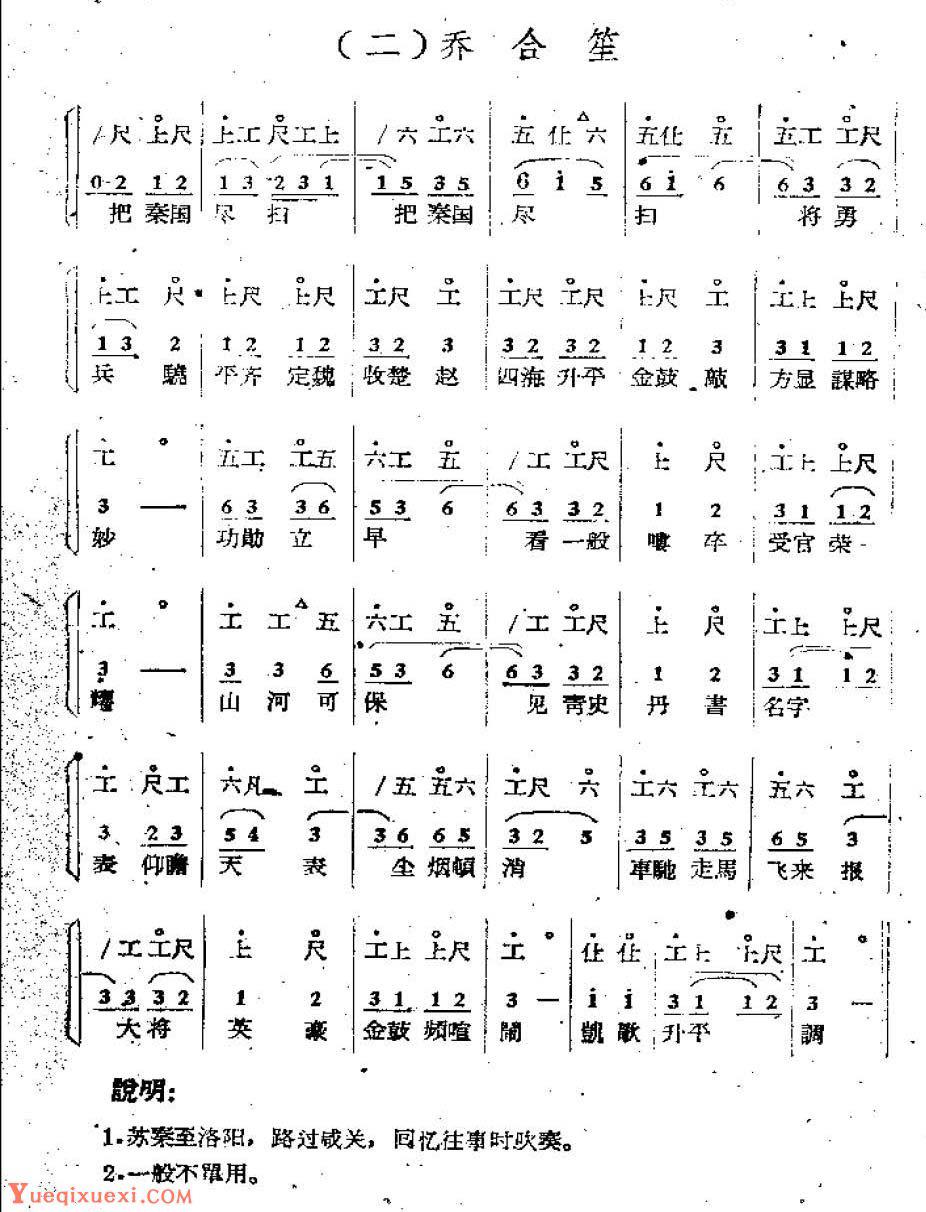 （二）乔合笙
/尺 上尺 上工 尺工上 /六 工六 五 仩 六 五仩 五 五工 工尺
0·2 1 2 1 3 2 3 1 1 5 3 5 6 i 5 6 i 6 6 3 3 2
把 秦国 尽 扫 把 秦国 尽 扫 将 勇
上工 尺 上尺 上尺 工尺 工 工尺 工尺 上尺 工 工上 上尺
1 3 2 1 2 1 2 3 2 3 3 2 3 2 1 2 3 3 1 1 2
兵 驍 平齐 定魏 收楚 赵 四海 升平 金鼓 敲 方显 謀略
工 五工 工五 六工 五 /工 工尺 上 尺 工上 上尺
3 — 6 3 3 6 5 3 6 6 3 3 2 1 2 3 1 1 2
妙 功勋 立 早 看 一般 嘍 卒 受官 荣
工 工 工 五 六工 五 /工 工尺 上 尺 工上 上尺
3 — 3 3 6 5 3 6 6 3 3 2 1 2 3 1 1 2
耀 山 河 可 保 见 青史 丹 書 名字
工 尺工 六凡 工 /五 五六 工尺 六 工六 工六 五六 工
3 2 3 5 4 3 3 6 6 5 3 2 5 3 5 3 5 6 5 3
表 仰瞻 天 表 尘 烟頓 消 車馳 走馬 飞来 报
/工 工尺 上 尺 工上 上尺 工 仩 仩 工上 上尺 工
3 3 3 2 1 2 3 1 1 2 3 — i i 3 1 1 2 3 —
大 将 英 豪 金鼓 頻喧 鬧 凱 歌 升平 調
說明：
1.苏秦至洛阳，路过咸关，回忆往事时吹奏。
2.一般不單用。
Yueqixuexi.com